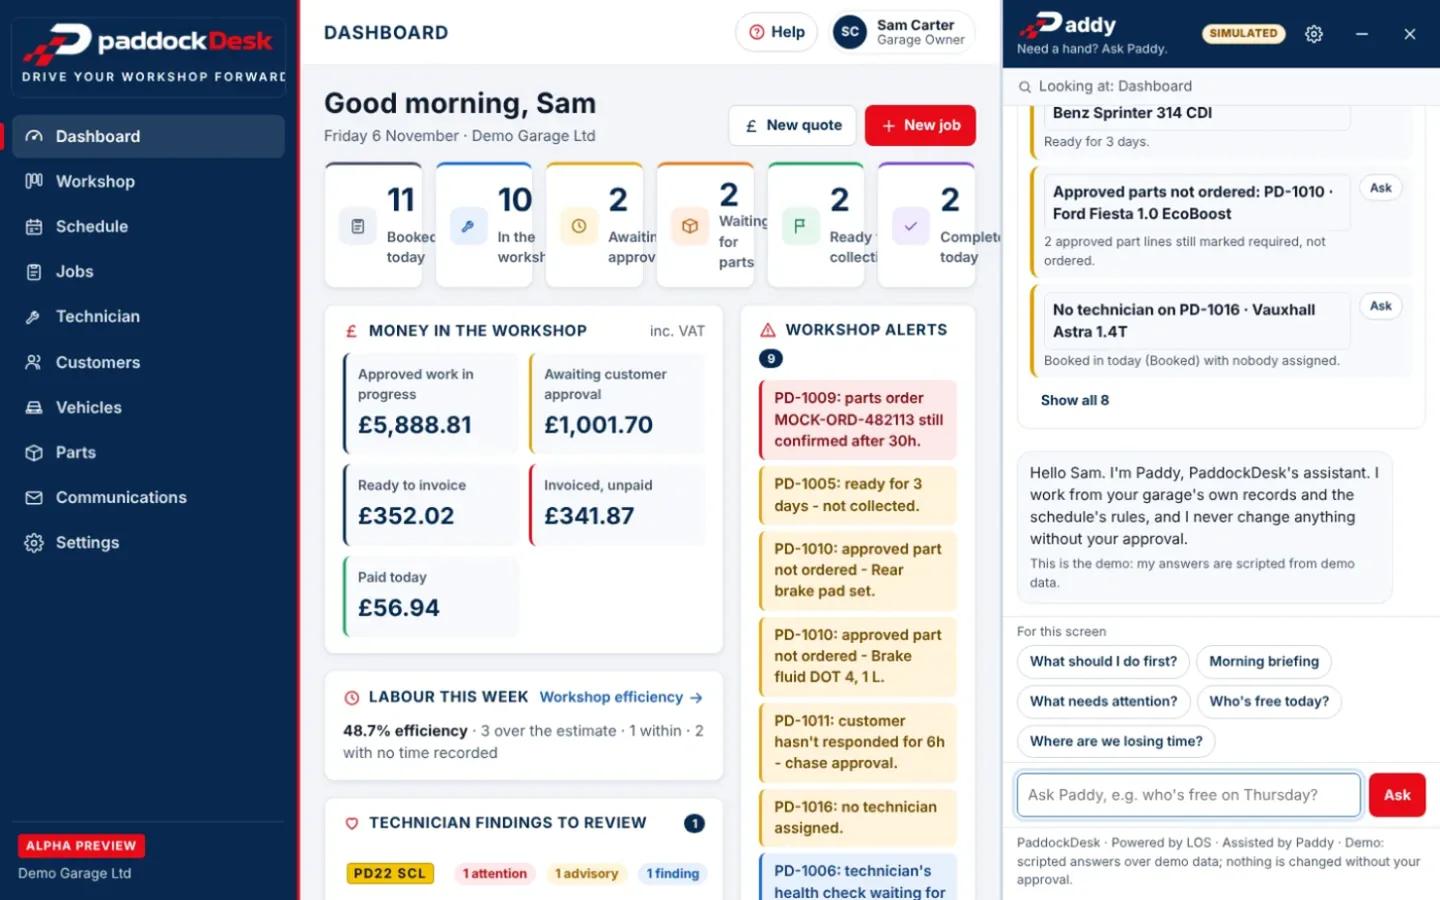 paddockDesk
DRIVE YOUR WORKSHOP FORWARD
Dashboard
Workshop
Schedule
Jobs
Technician
Customers
Vehicles
Parts
Communications
Settings
ALPHA PREVIEW
Demo Garage Ltd
DASHBOARD
Help
SC
Sam Carter
Garage Owner
Good morning, Sam
Friday 6 November · Demo Garage Ltd
£ New quote
+ New job
11
Booked
today
10
In the
worksh
2
Awaitin
approv
2
Waiting
for
parts
2
Ready
collecti
2
Complet
today
£ MONEY IN THE WORKSHOP
inc. VAT
Approved work in
progress
£5,888.81
Awaiting customer
approval
£1,001.70
Ready to invoice
£352.02
Invoiced, unpaid
£341.87
Paid today
£56.94
LABOUR THIS WEEK
Workshop efficiency →
48.7% efficiency · 3 over the estimate · 1 within · 2
with no time recorded
TECHNICIAN FINDINGS TO REVIEW
1
PD22 SCL
1 attention
1 advisory
1 finding
WORKSHOP ALERTS
9
PD-1009: parts order
MOCK-ORD-482113 still
confirmed after 30h.
PD-1005: ready for 3
days - not collected.
PD-1010: approved part
not ordered - Rear
brake pad set.
PD-1010: approved part
not ordered - Brake
fluid DOT 4, 1 L.
PD-1011: customer
hasn't responded for 6h
- chase approval.
PD-1016: no technician
assigned.
PD-1006: technician's
health check waiting for
Paddy
Need a hand? Ask Paddy.
SIMULATED
Looking at: Dashboard
Benz Sprinter 314 CDI
Ready for 3 days.
Approved parts not ordered: PD-1010 ·
Ford Fiesta 1.0 EcoBoost
Ask
2 approved part lines still marked required, not
ordered.
No technician on PD-1016 · Vauxhall
Astra 1.4T
Ask
Booked in today (Booked) with nobody assigned.
Show all 8
Hello Sam. I'm Paddy, PaddockDesk's assistant. I
work from your garage's own records and the
schedule's rules, and I never change anything
without your approval.
This is the demo: my answers are scripted from demo
data.
For this screen
What should I do first?
Morning briefing
What needs attention?
Who's free today?
Where are we losing time?
Ask Paddy, e.g. who's free on Thursday?
Ask
PaddockDesk · Powered by LOS · Assisted by Paddy · Demo:
scripted answers over demo data; nothing is changed without your
approval.